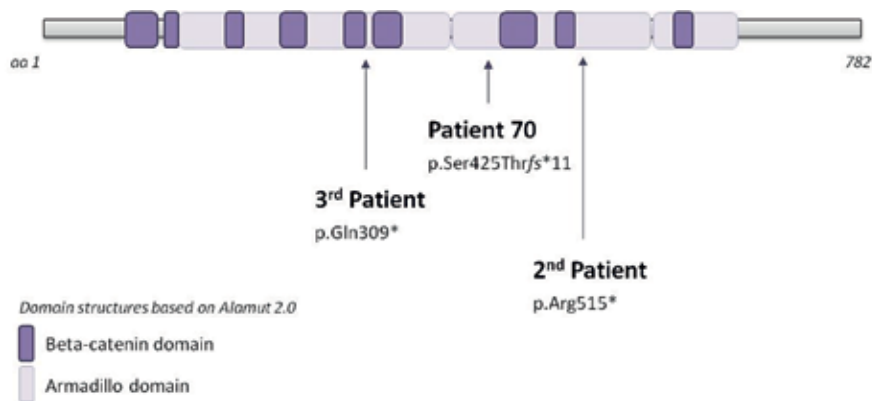 aa 1
782
Patient 70
p.Ser425Thrfs*11
3rd Patient
p.Gln309*
2nd Patient
p.Arg515*
Domain structures based on Alamut 2.0
Beta-catenin domain
Armadillo domain